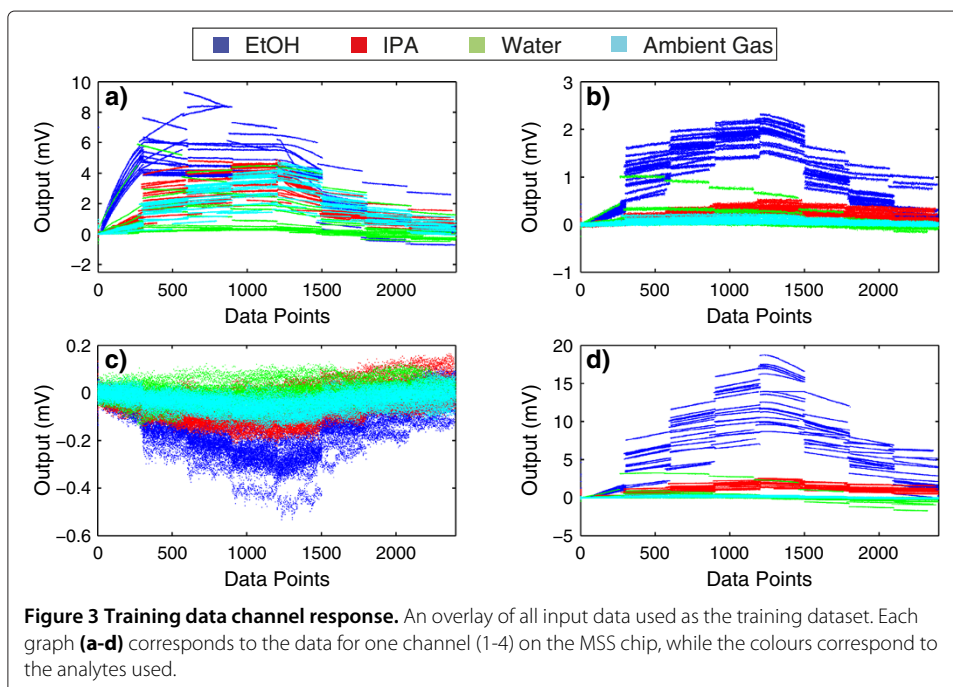 EtOH IPA Water Ambient Gas
a)
10
8
6
4
2
0
−2
Output (mV)
0 500 1000 1500 2000
Data Points
b)
3
2
1
0
−1
Output (mV)
0 500 1000 1500 2000
Data Points
c)
0.2
0
−0.2
−0.4
−0.6
Output (mV)
0 500 1000 1500 2000
Data Points
d)
20
15
10
5
0
−5
Output (mV)
0 500 1000 1500 2000
Data Points
Figure 3 Training data channel response. An overlay of all input data used as the training dataset. Each
graph (a-d) corresponds to the data for one channel (1-4) on the MSS chip, while the colours correspond to
the analytes used.